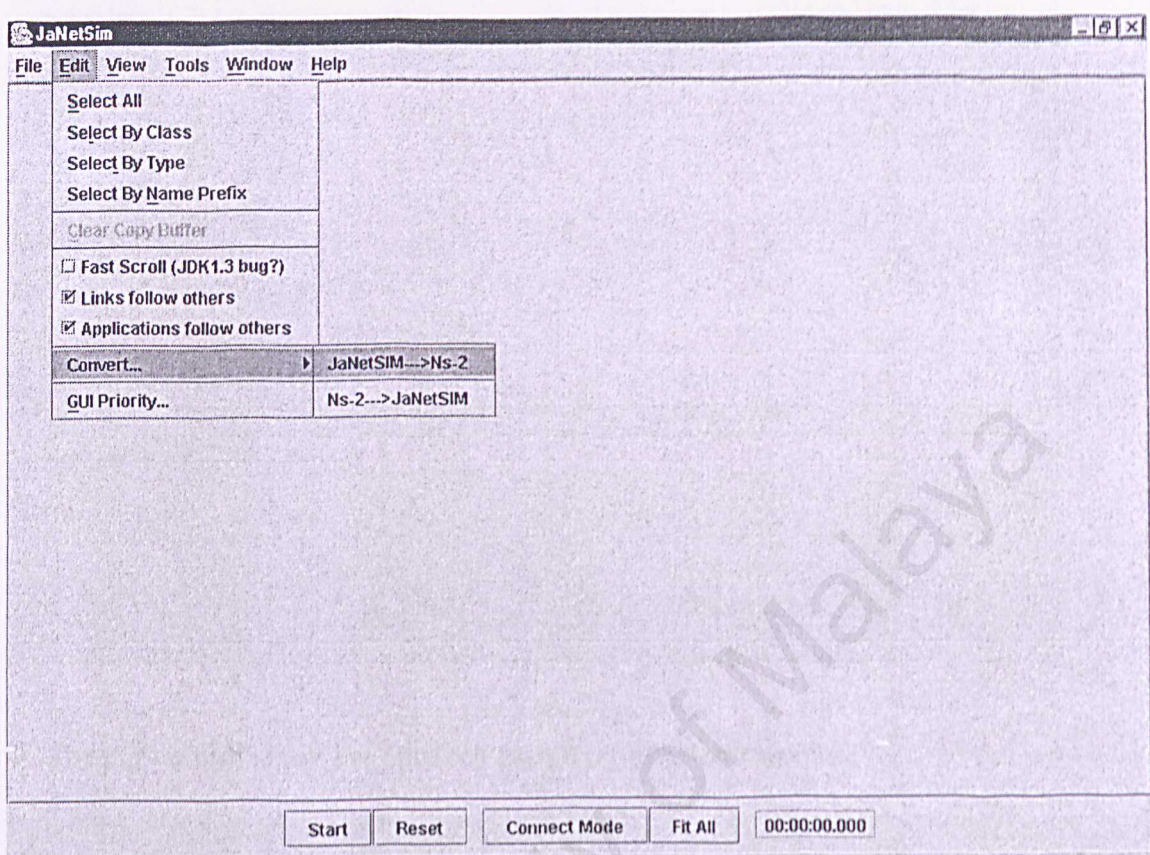 JaNetSim
File Edit View Tools Window Help
Select All
Select By Class
Select By Type
Select By Name Prefix
Clear Copy Buffer
Fast Scroll (JDK1.3 bug?)
Links follow others
Applications follow others
Convert... JaNetSIM--->Ns-2
GUI Priority... Ns-2--->JaNetSIM
of Malaya
Start Reset Connect Mode Fit All 00:00:00.000